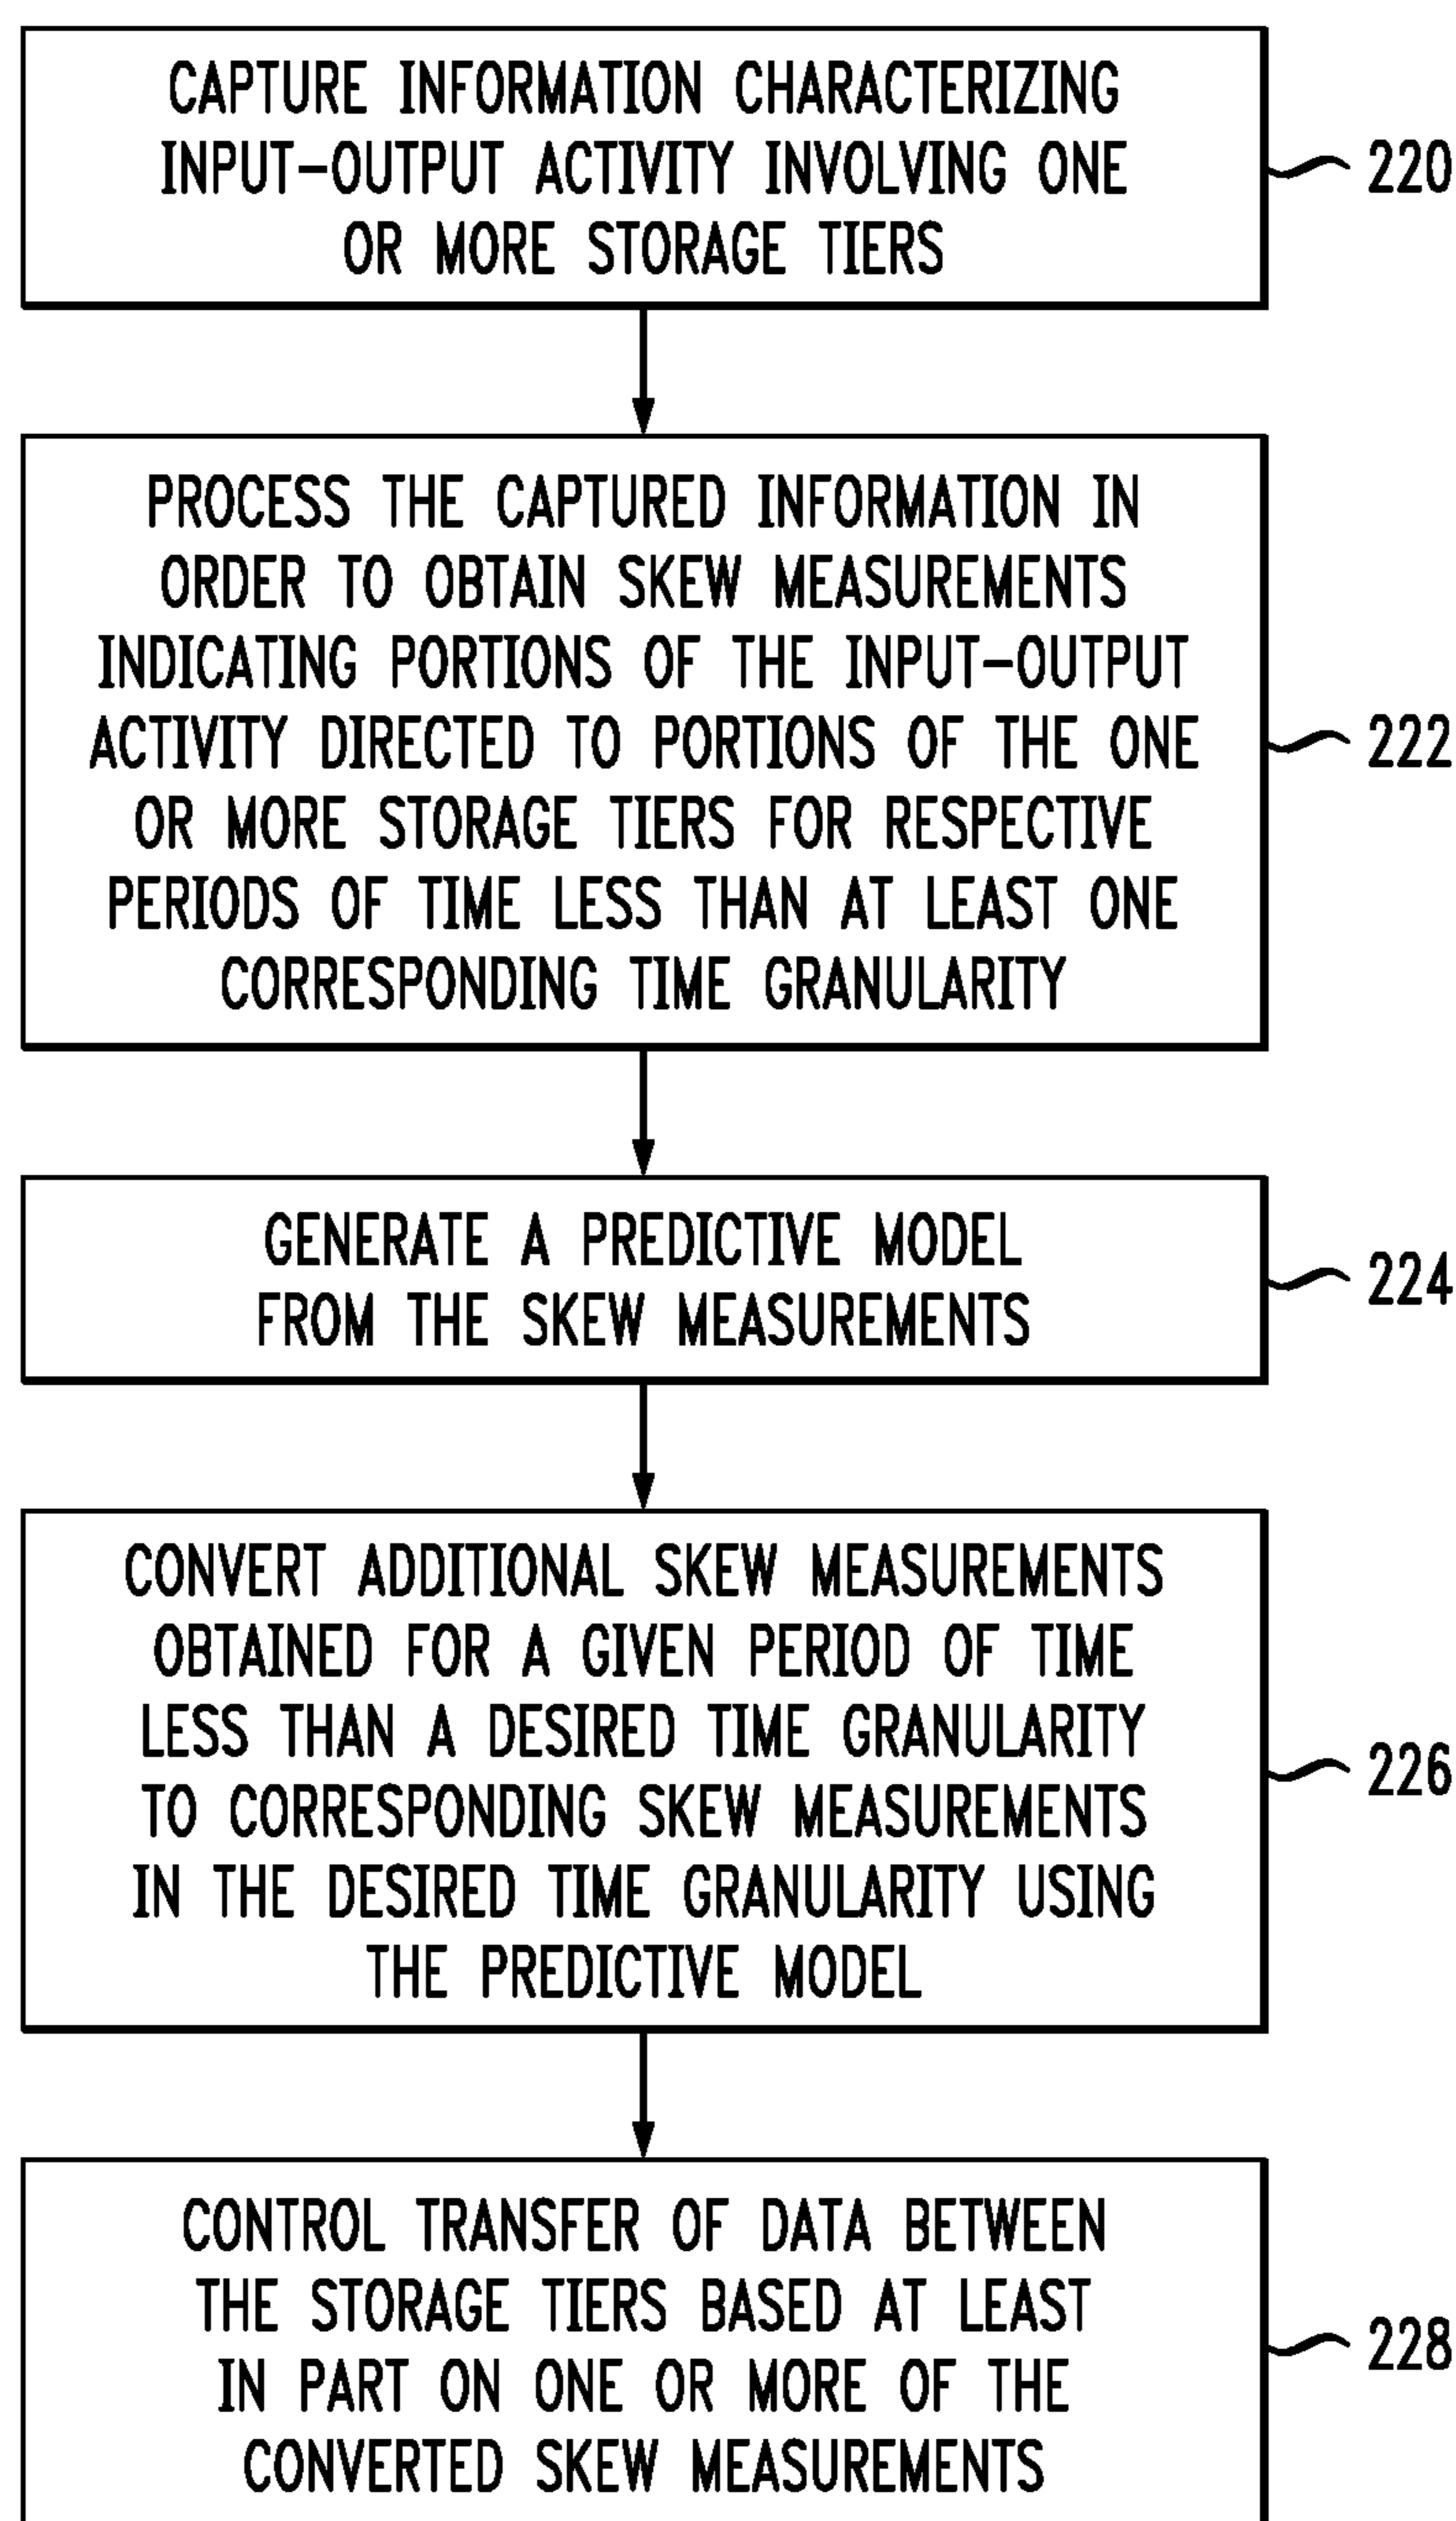 CAPTURE INFORMATION CHARACTERIZING
INPUT-OUTPUT ACTIVITY INVOLVING ONE
OR MORE STORAGE TIERS
220
PROCESS THE CAPTURED INFORMATION IN
ORDER TO OBTAIN SKEW MEASUREMENTS
INDICATING PORTIONS OF THE INPUT-OUTPUT
ACTIVITY DIRECTED TO PORTIONS OF THE ONE
OR MORE STORAGE TIERS FOR RESPECTIVE
PERIODS OF TIME LESS THAN AT LEAST ONE
CORRESPONDING TIME GRANULARITY
222
GENERATE A PREDICTIVE MODEL
FROM THE SKEW MEASUREMENTS
224
CONVERT ADDITIONAL SKEW MEASUREMENTS
OBTAINED FOR A GIVEN PERIOD OF TIME
LESS THAN A DESIRED TIME GRANULARITY
TO CORRESPONDING SKEW MEASUREMENTS
IN THE DESIRED TIME GRANULARITY USING
THE PREDICTIVE MODEL
226
CONTROL TRANSFER OF DATA BETWEEN
THE STORAGE TIERS BASED AT LEAST
IN PART ON ONE OR MORE OF THE
CONVERTED SKEW MEASUREMENTS
228